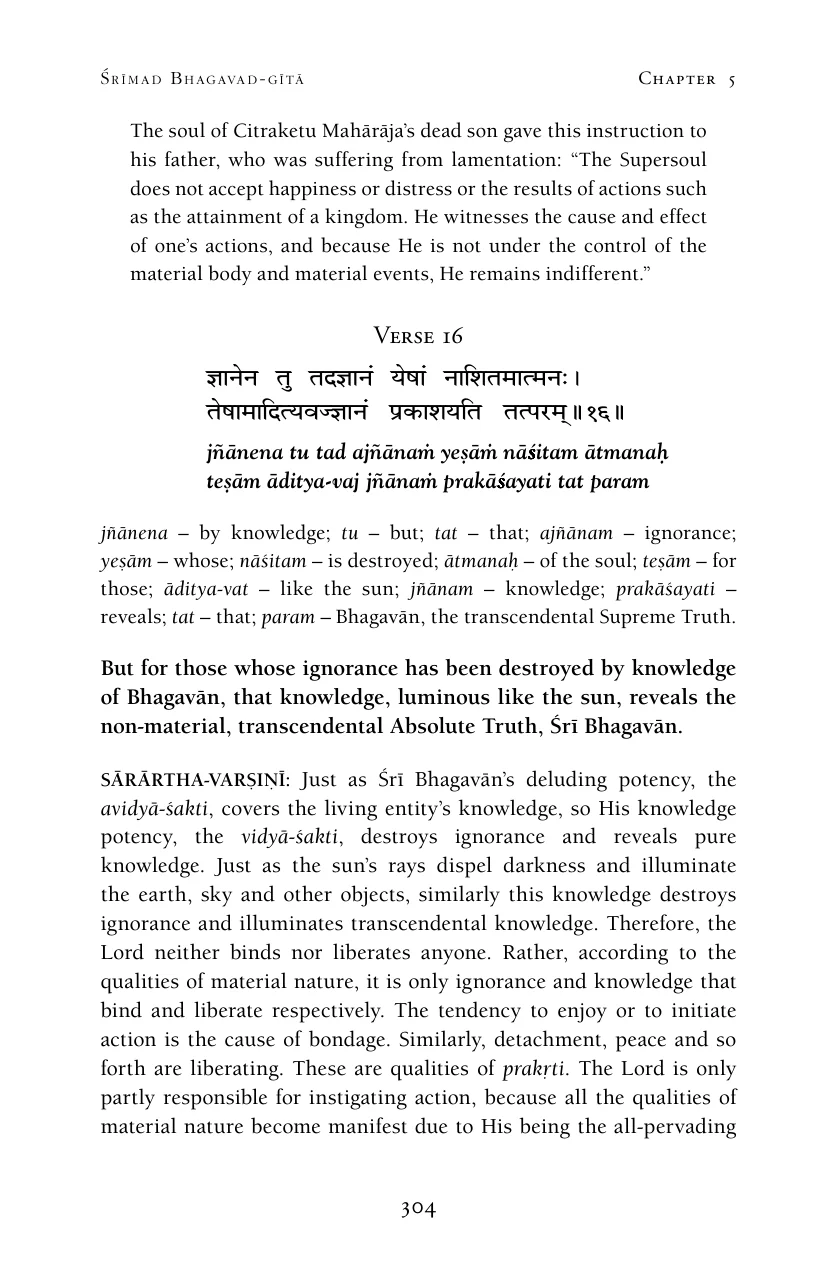 Śrīmad Bhagavad-gītā Chapter 5
The soul of Citraketu Mahārāja’s dead son gave this instruction to
his father, who was suffering from lamentation: “The Supersoul
does not accept happiness or distress or the results of actions such
as the attainment of a kingdom. He witnesses the cause and effect
of one’s actions, and because He is not under the control of the
material body and material events, He remains indifferent.”
Verse 16
ज्ञानेन तु तदज्ञानं येषां नाशितमात्मनः।
तेषामादित्यवज्ज्ञानं प्रकाशयति तत्परम्॥१६॥
jñānena tu tad ajñānaṁ yeṣāṁ nāśitam ātmanaḥ
teṣām āditya-vaj jñānaṁ prakāśayati tat param
jñānena – by knowledge; tu – but; tat – that; ajñānam – ignorance;
yeṣām – whose; nāśitam – is destroyed; ātmanaḥ – of the soul; teṣām – for
those; āditya-vat – like the sun; jñānam – knowledge; prakāśayati –
reveals; tat – that; param – Bhagavān, the transcendental Supreme Truth.
But for those whose ignorance has been destroyed by knowledge
of Bhagavān, that knowledge, luminous like the sun, reveals the
non-material, transcendental Absolute Truth, Śrī Bhagavān.
SĀRĀRTHA-VARṢIṆĪ: Just as Śrī Bhagavān’s deluding potency, the
avidyā-śakti, covers the living entity’s knowledge, so His knowledge
potency, the vidyā-śakti, destroys ignorance and reveals pure
knowledge. Just as the sun’s rays dispel darkness and illuminate
the earth, sky and other objects, similarly this knowledge destroys
ignorance and illuminates transcendental knowledge. Therefore, the
Lord neither binds nor liberates anyone. Rather, according to the
qualities of material nature, it is only ignorance and knowledge that
bind and liberate respectively. The tendency to enjoy or to initiate
action is the cause of bondage. Similarly, detachment, peace and so
forth are liberating. These are qualities of prakṛti. The Lord is only
partly responsible for instigating action, because all the qualities of
material nature become manifest due to His being the all-pervading
304